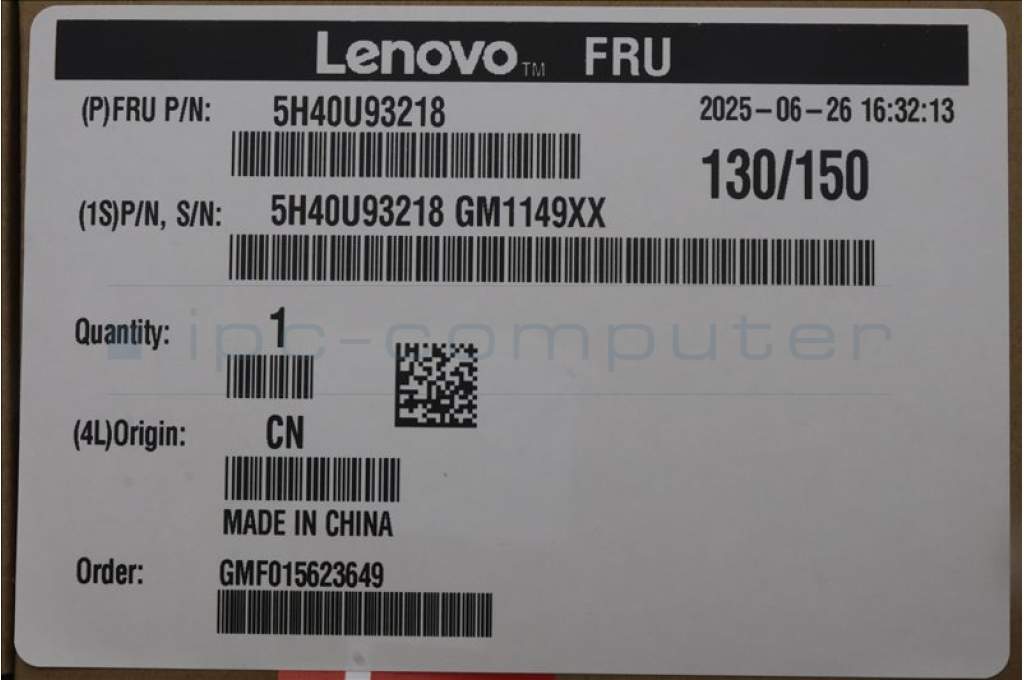 Lenovo™ FRU
(P)FRU P/N: 5H40U93218 2025-06-26 16:32:13
130/150
(1S)P/N, S/N: 5H40U93218 GM1149XX
Quantity: 1
ipc-computer
(4L)Origin: CN
MADE IN CHINA
Order: GMF015623649